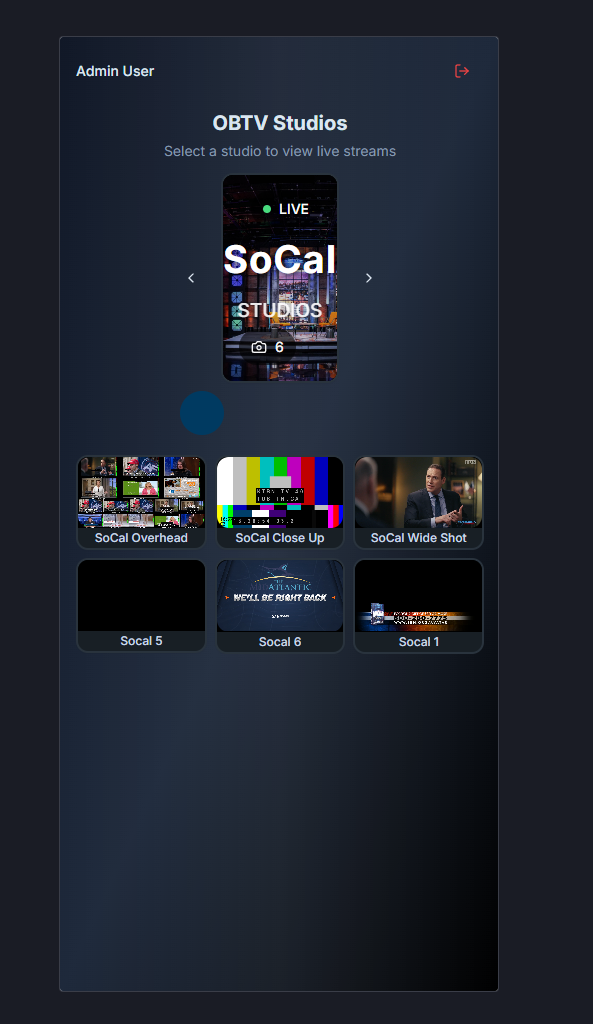 Admin User
OBTV Studios
Select a studio to view live streams
LIVE
SoCal
STUDIOS
6
SoCal Overhead
SoCal Close Up
SoCal Wide Shot
ATLANTIC
WE'LL BE RIGHT BACK
Socal 5
Socal 6
Socal 1